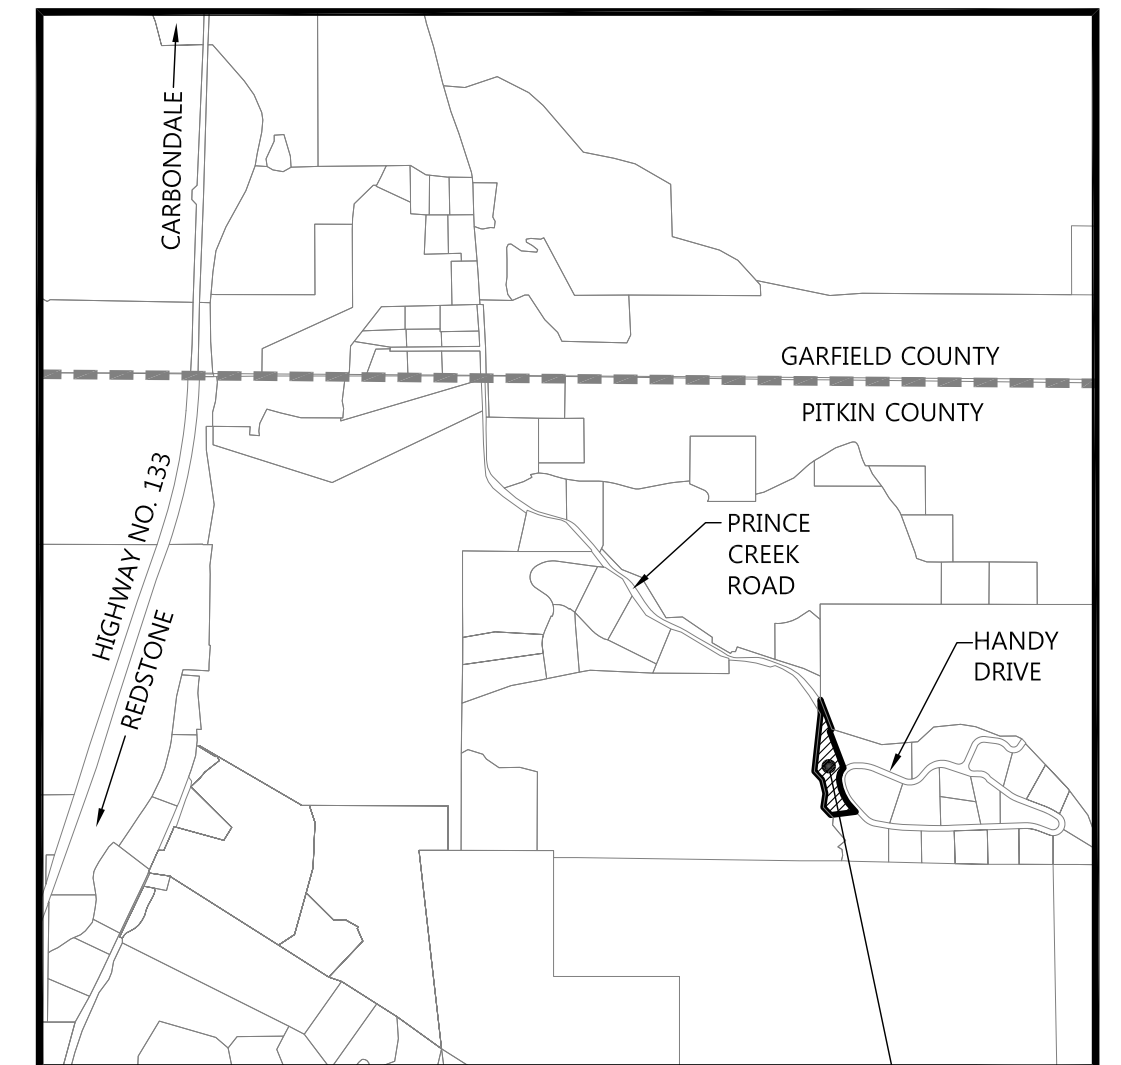 CARBONDALE
GARFIELD COUNTY
PITKIN COUNTY
HIGHWAY NO. 133
PRINCE
CREEK
ROAD
REDSTONE
HANDY
DRIVE